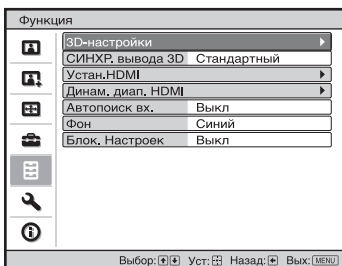 Функция
3D-настройки
СИНХР. вывода 3D Стандартный
Устан.HDMI
Динам. диап. HDMI
Автопоиск вх. Выкл
Фон Синий
Блок. Настроек Выкл
Выбор: Уст: Назад: Вых: MENU